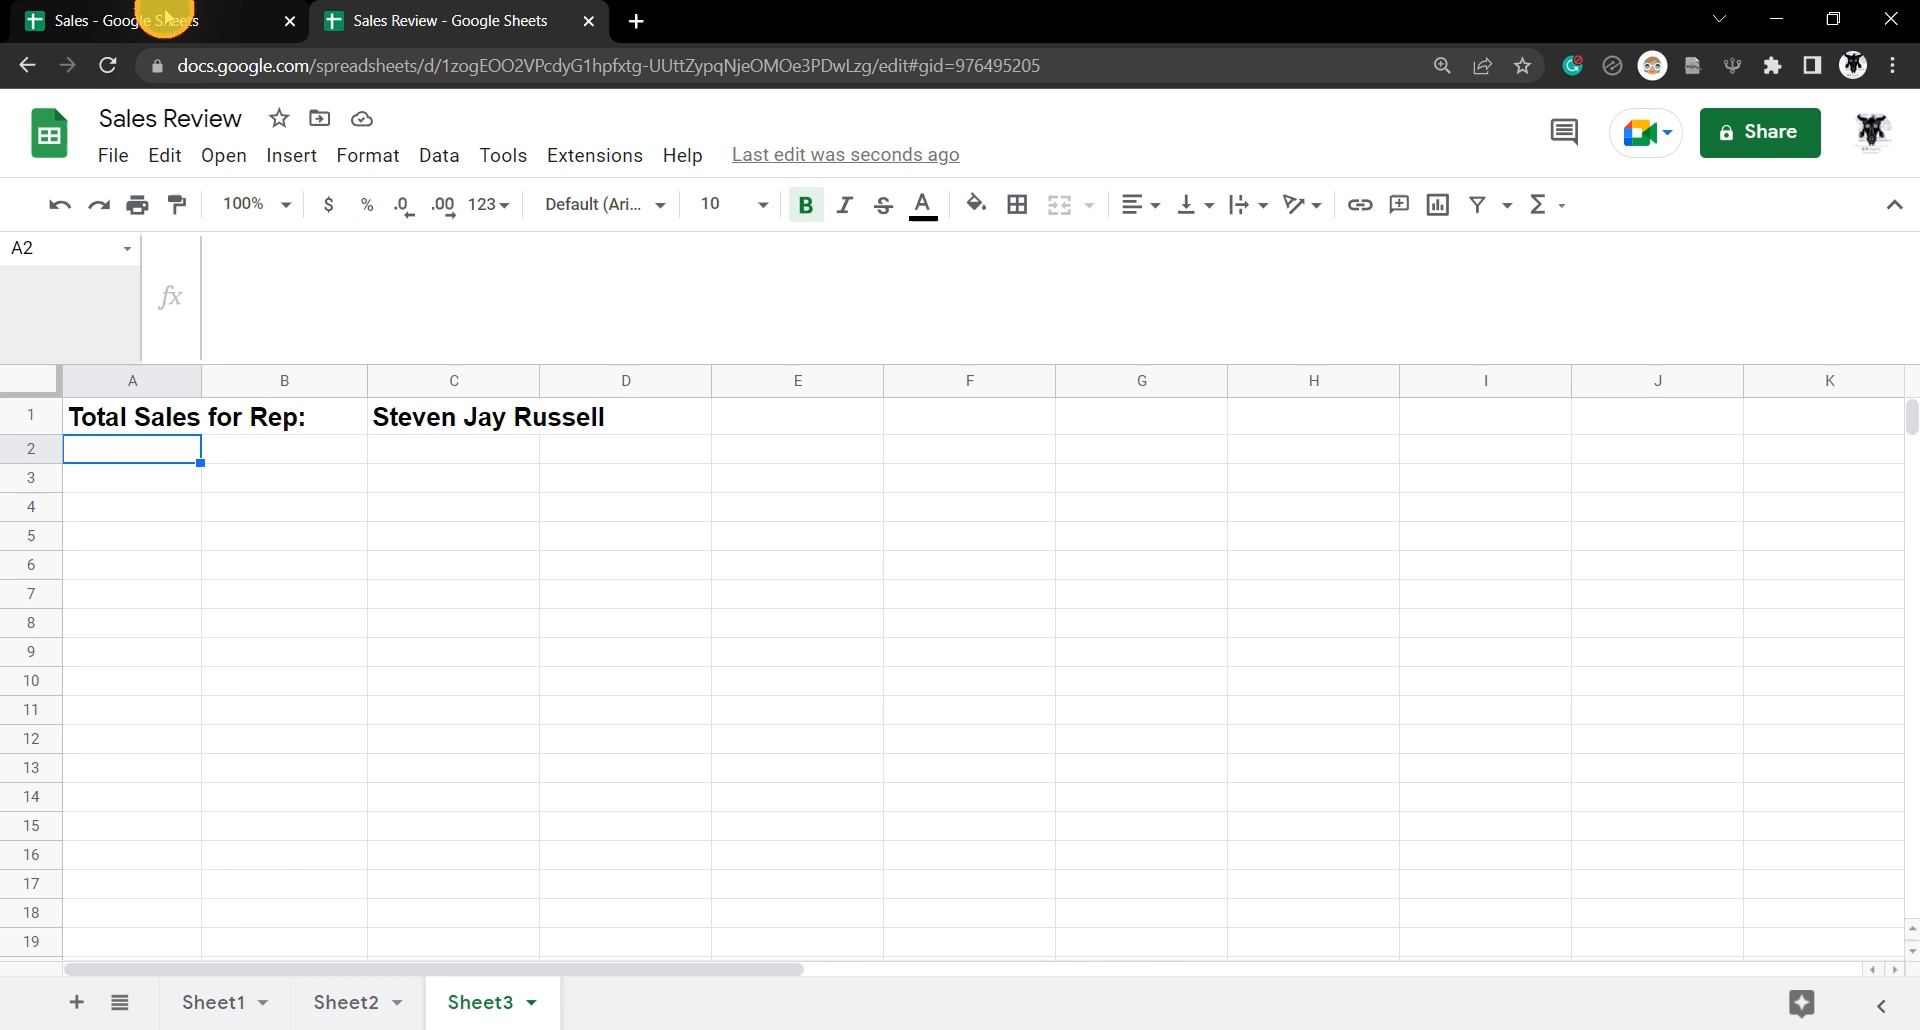 Sales - Google Sheets
Sales Review - Google Sheets
docs.google.com/spreadsheets/d/1zogEOO2VPcdyG1hpfxtg-UUttZypqNjeOMOe3PDwLzg/edit#gid=976495205
Sales Review
File Edit Open Insert Format Data Tools Extensions Help Last edit was seconds ago
Share
100% $ % .0 .00 123 Default (Ari... 10 B I S A
A2
fx
A B C D E F G H I J K
1 Total Sales for Rep: Steven Jay Russell
2
3
4
5
6
7
8
9
10
11
12
13
14
15
16
17
18
19
Sheet1 Sheet2 Sheet3